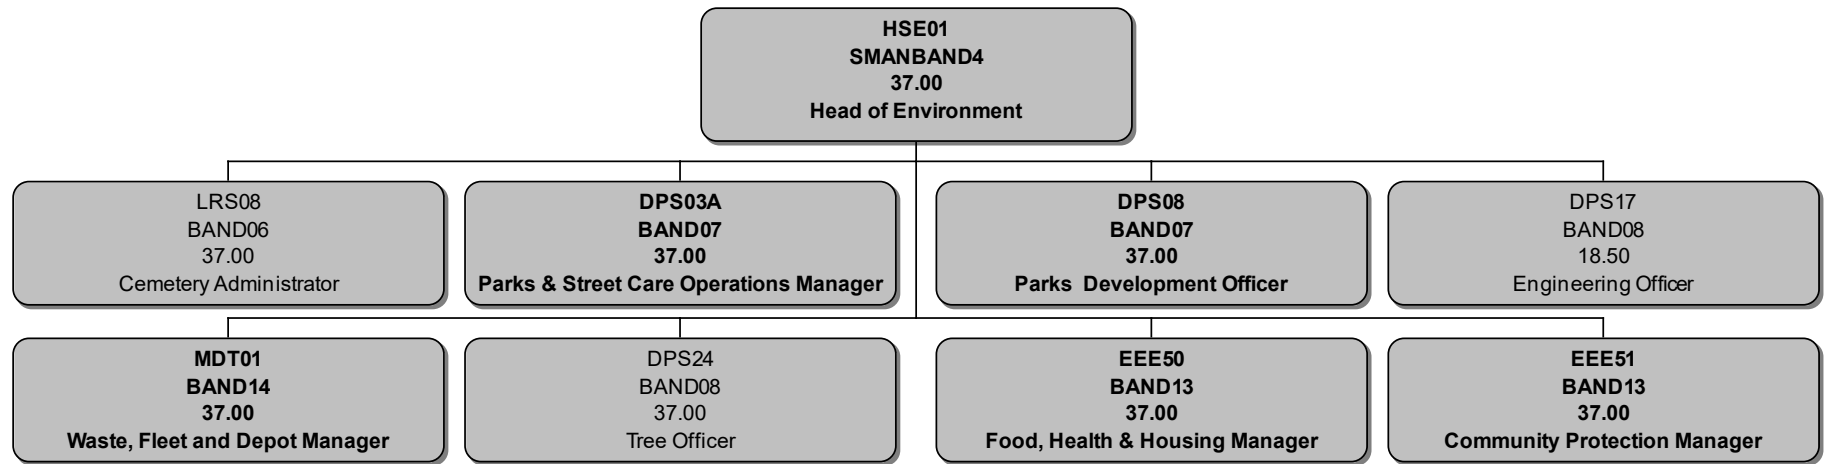 HSE01
SMANBAND4
37.00
Head of Environment
LRS08
BAND06
37.00
Cemetery Administrator
DPS03A
BAND07
37.00
Parks & Street Care Operations Manager
DPS08
BAND07
37.00
Parks Development Officer
DPS17
BAND08
18.50
Engineering Officer
MDT01
BAND14
37.00
Waste, Fleet and Depot Manager
DPS24
BAND08
37.00
Tree Officer
EEE50
BAND13
37.00
Food, Health & Housing Manager
EEE51
BAND13
37.00
Community Protection Manager